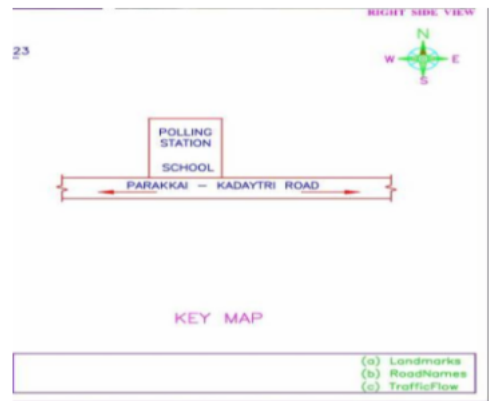 RIGHT SIDE VIEW
23
N
W E
S
POLLING
STATION
SCHOOL
PARAKKAI - KADAYTRI ROAD
KEY MAP
(a) Landmarks
(b) RoadNames
(c) TrafficFlow